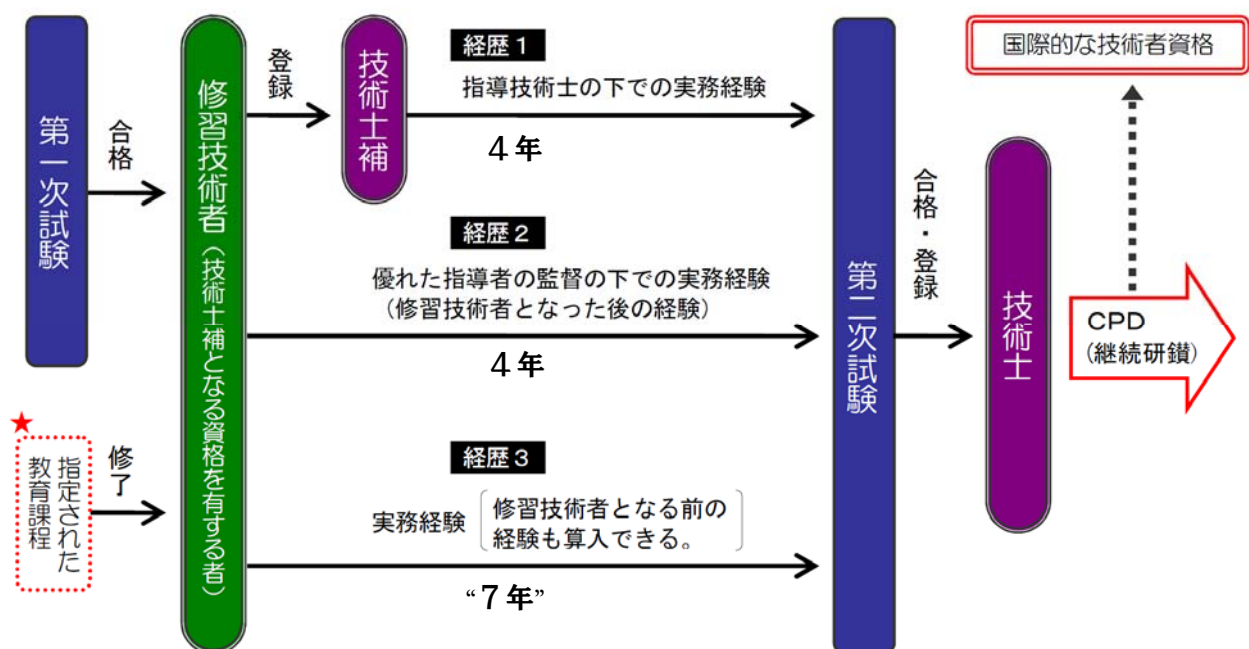 第一次試験
合格
★
指定された
教育課程
修了
修習技術者(技術士補となる資格を有する者)
登録
技術士補
経歴1
指導技術士の下での実務経験
4年
経歴2
優れた指導者の監督の下での実務経験
(修習技術者となった後の経験)
4年
経歴3
実務経験
修習技術者となる前の
経験も算入できる。
“7年”
第二次試験
合格・登録
技術士
国際的な技術者資格
CPD
(継続研鑚)